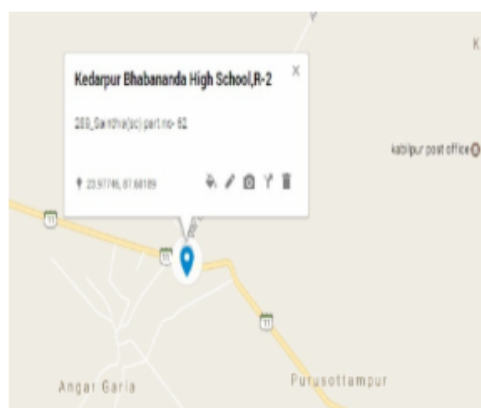 Kedarpur Bhabananda High School,R-2
×
289_Sainthia(sc) part no- 62
23.97746, 87.68189
K
kabilpur post office
11
11
11
Angar Garia
Purusottampur